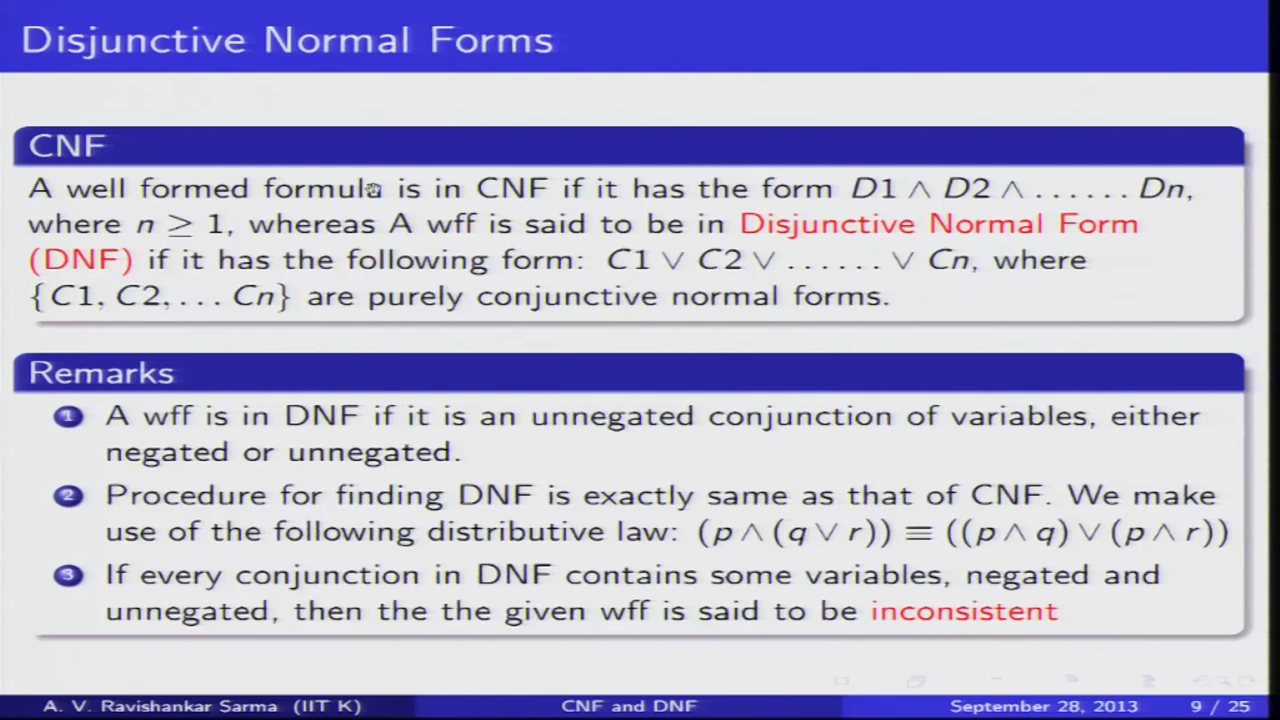 Disjunctive Normal Forms
CNF
A well formed formula is in CNF if it has the form D1 ∧ D2 ∧ ...... Dn,
where n ≥ 1, whereas A wff is said to be in Disjunctive Normal Form
(DNF) if it has the following form: C1 ∨ C2 ∨ ...... ∨ Cn, where
{C1, C2, ... Cn} are purely conjunctive normal forms.
Remarks
1 A wff is in DNF if it is an unnegated conjunction of variables, either
negated or unnegated.
2 Procedure for finding DNF is exactly same as that of CNF. We make
use of the following distributive law: (p ∧ (q ∨ r)) ≡ ((p ∧ q) ∨ (p ∧ r))
3 If every conjunction in DNF contains some variables, negated and
unnegated, then the the given wff is said to be inconsistent
A. V. Ravishankar Sarma (IIT K) CNF and DNF September 28, 2013 9 / 25